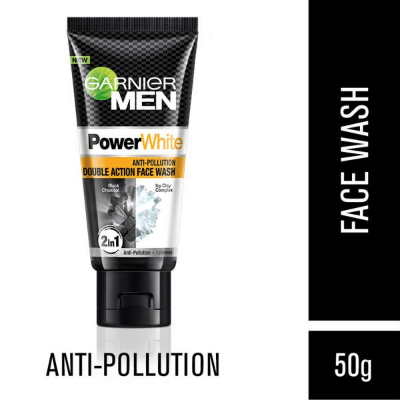 NEW
GARNIER
MEN
PowerWhite
ANTI-POLLUTION
DOUBLE ACTION FACE WASH
Black
Charcoal
Icy Clay
Complex
2in1
Anti-Pollution + Fairness
ANTI-POLLUTION
FACE WASH
50g